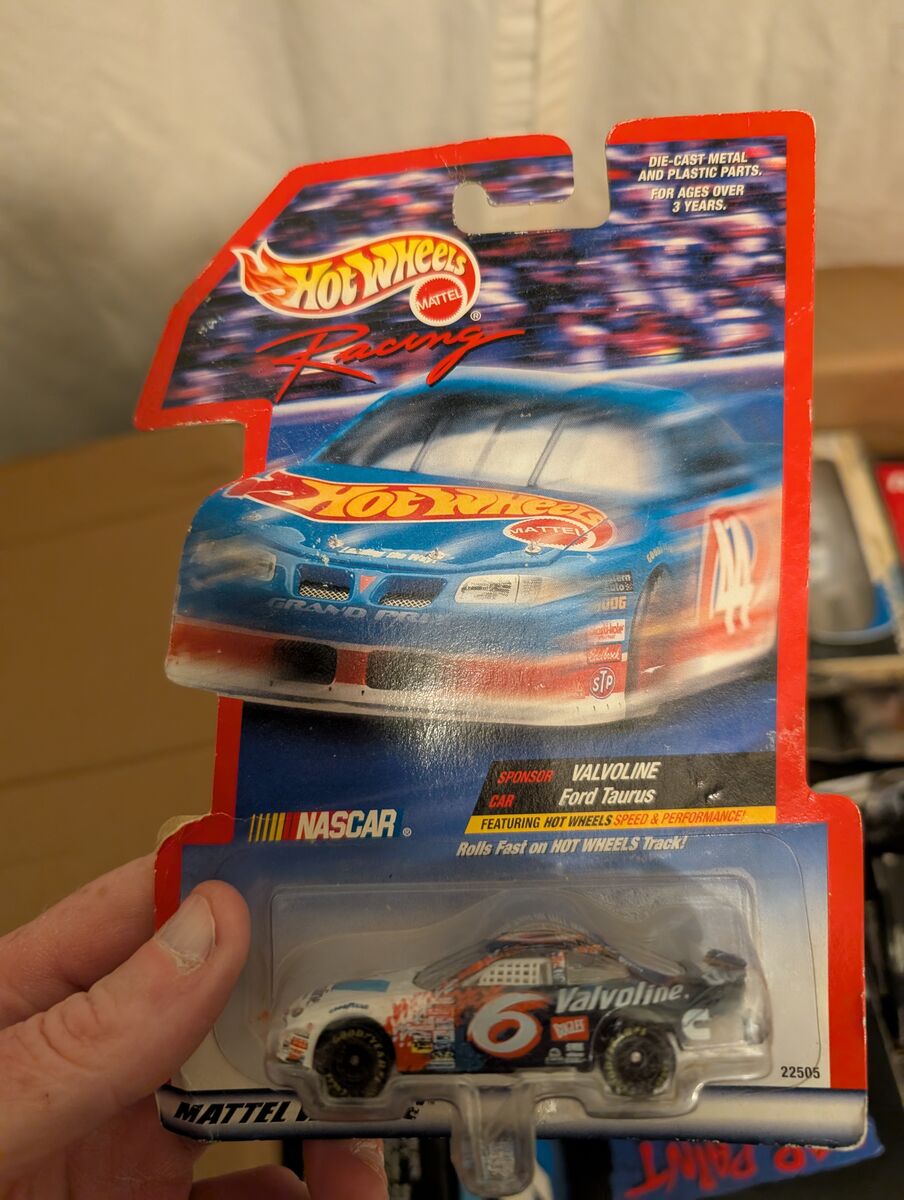 DIE-CAST METAL
AND PLASTIC PARTS.
FOR AGES OVER
3 YEARS.
HOT WHEELS
MATTEL
®
Racing
HOT WHEELS
MATTEL
GRAND PRI
STP
SPONSOR VALVOLINE
CAR Ford Taurus
FEATURING HOT WHEELS SPEED & PERFORMANCE!
NASCAR®
Rolls Fast on HOT WHEELS Track!
6
Valvoline
GOODYEAR
22505
MATTEL